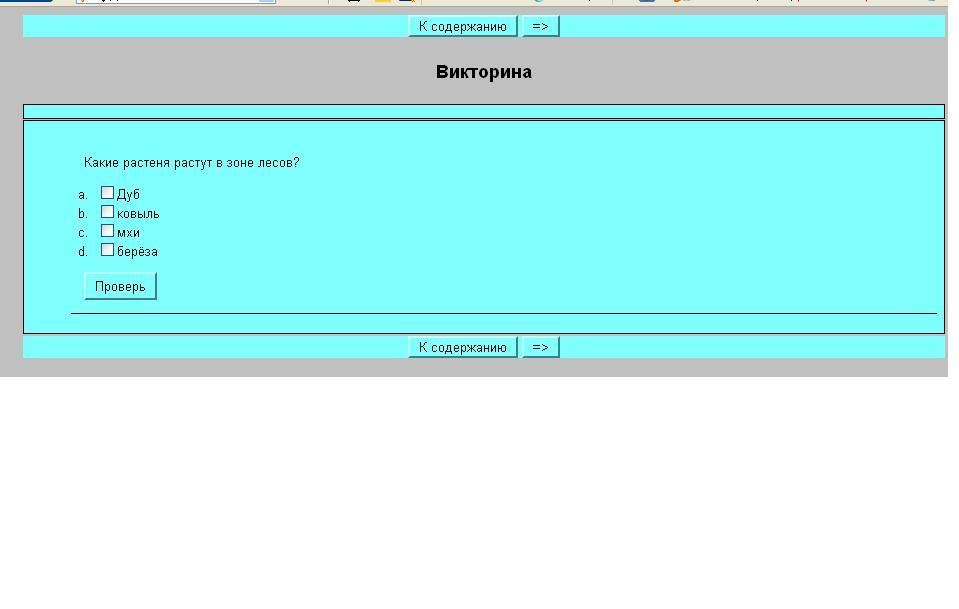 К содержанию =>
Викторина
Какие растеня растут в зоне лесов?
a. Дуб
b. ковыль
c. мхи
d. берёза
Проверь
К содержанию =>